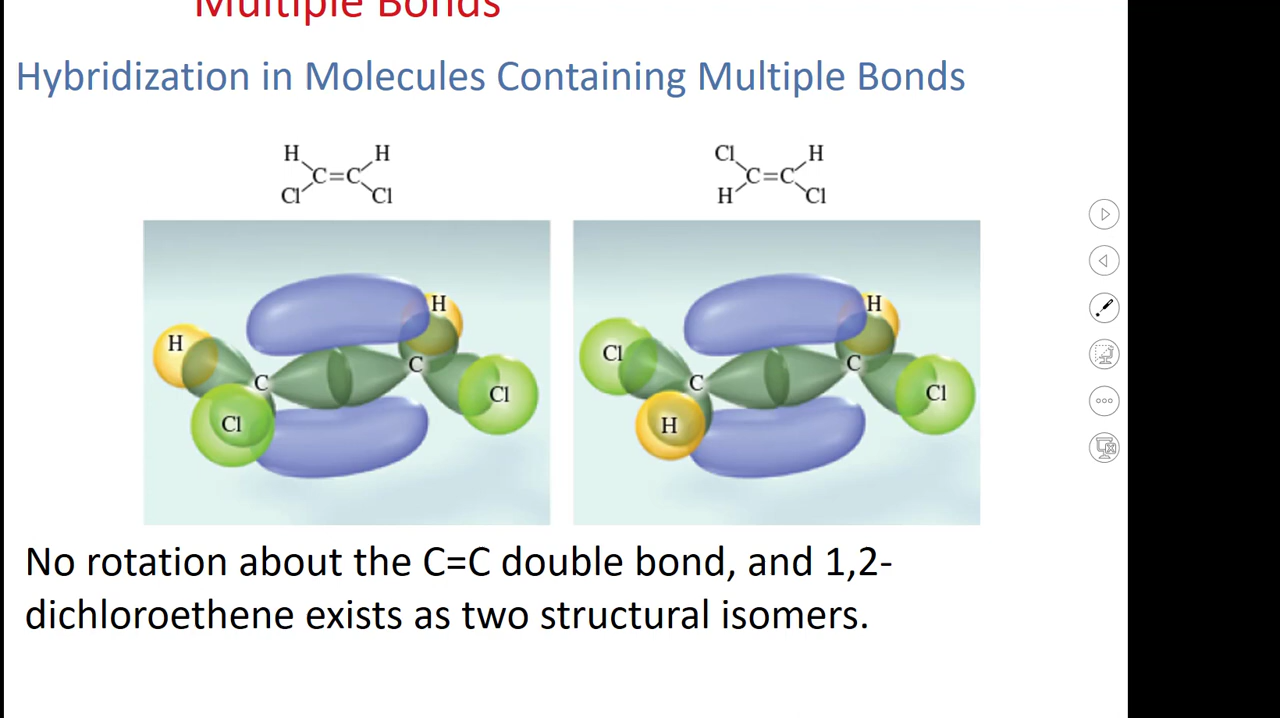 Multiple Bonds
Hybridization in Molecules Containing Multiple Bonds
H H
C=C
Cl Cl
Cl H
C=C
H Cl
H
H
C
C
Cl
Cl
H
Cl
C
C
Cl
H
No rotation about the C=C double bond, and 1,2-
dichloroethene exists as two structural isomers.